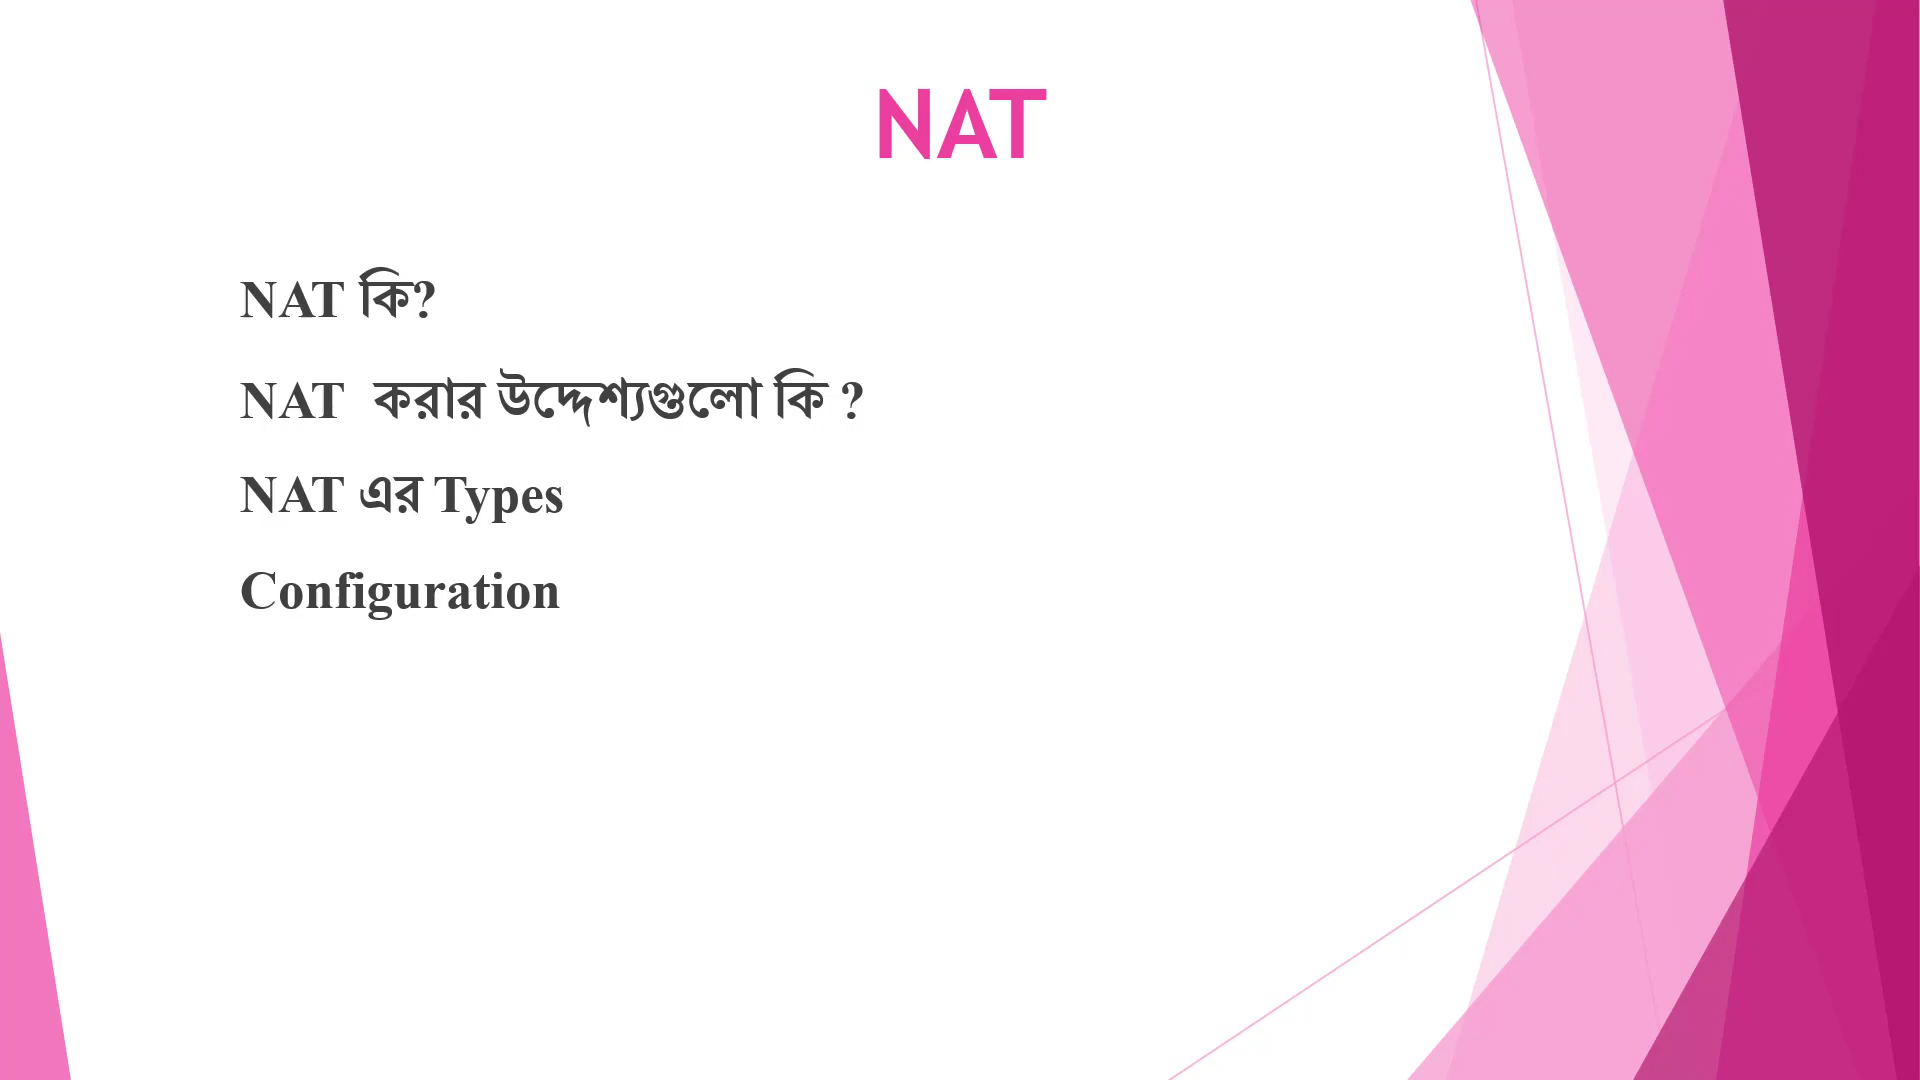 NAT
NAT কি?
NAT করার উদ্দেশ্যগুলো কি ?
NAT এর Types
Configuration